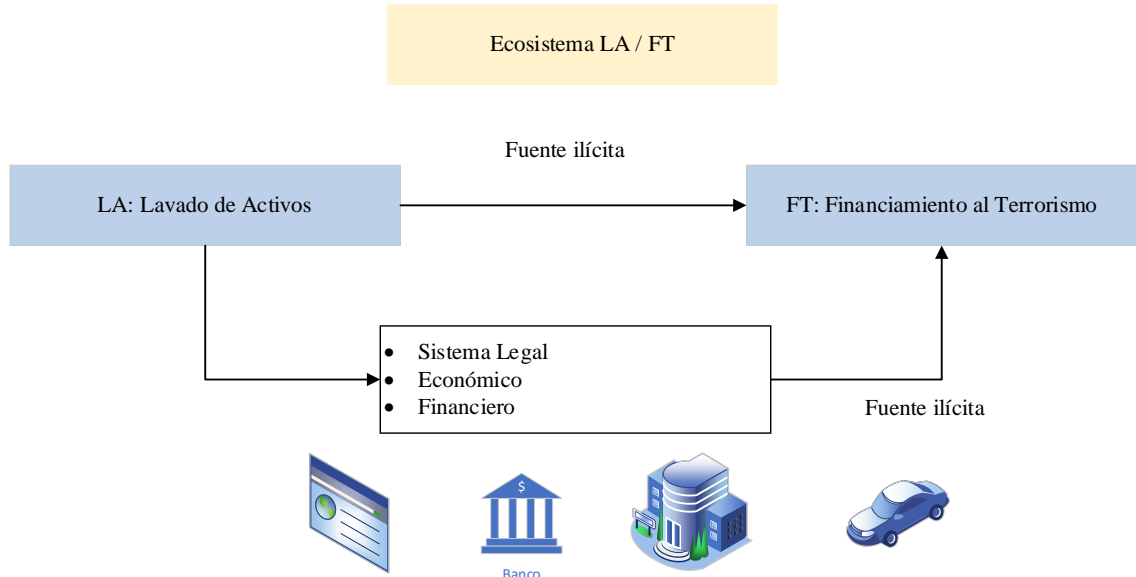 Ecosistema LA / FT
Fuente ilícita
LA: Lavado de Activos
FT: Financiamiento al Terrorismo
• Sistema Legal
• Económico
• Financiero
Fuente ilícita
$
Banco